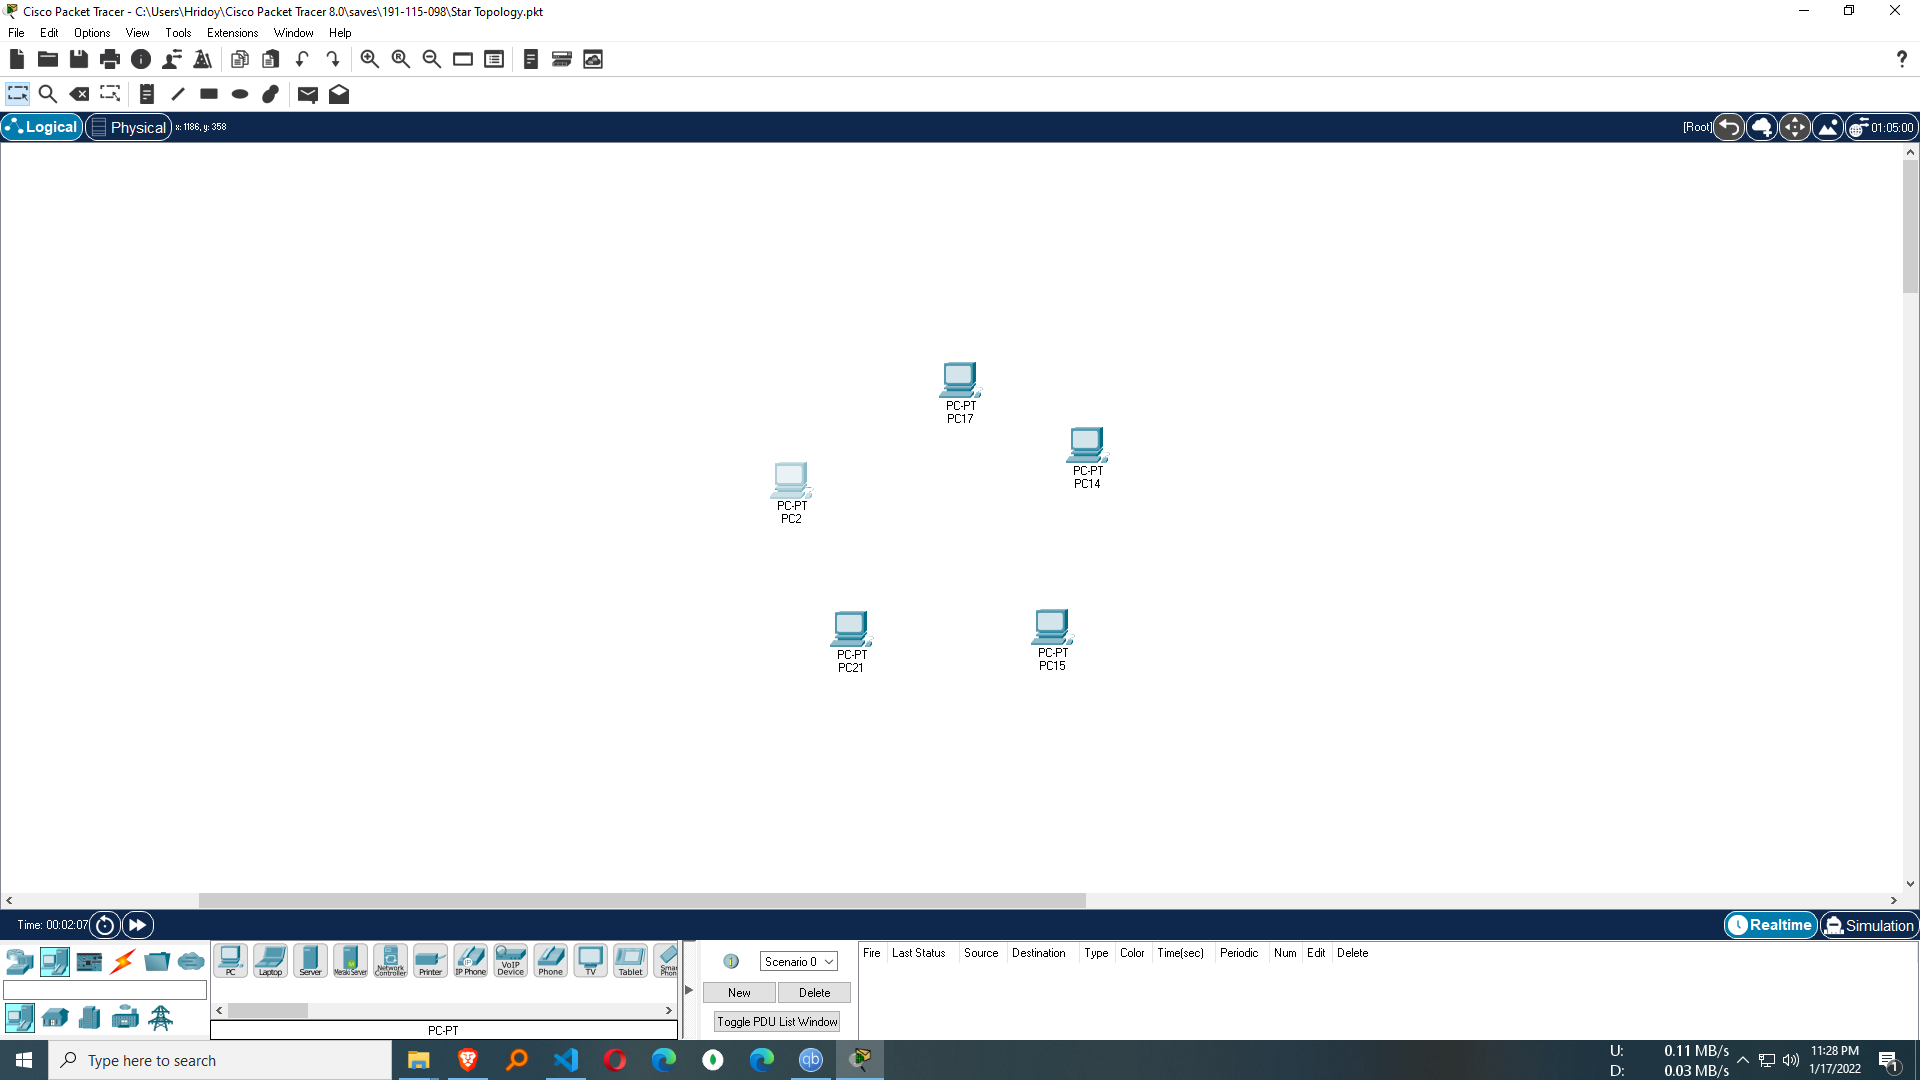 Cisco Packet Tracer - C:\Users\Hridoy\Cisco Packet Tracer 8.0\saves\191-115-098\Star Topology.pkt
File Edit Options View Tools Extensions Window Help
?
Logical Physical x: 1186, y: 358 [Root] 01:05:00
PC-PT
PC17
PC-PT
PC14
PC-PT
PC2
PC-PT
PC21
PC-PT
PC15
Time: 00:02:07 Realtime Simulation
PC Laptop Server Meraki Server Network Controller Printer IP Phone VoIP Device Phone TV Tablet Smart Phone
PC-PT
Scenario 0
New Delete
Toggle PDU List Window
Fire Last Status Source Destination Type Color Time(sec) Periodic Num Edit Delete
Type here to search
qb
U: 0.11 MB/s
D: 0.03 MB/s
11:28 PM
1/17/2022
1